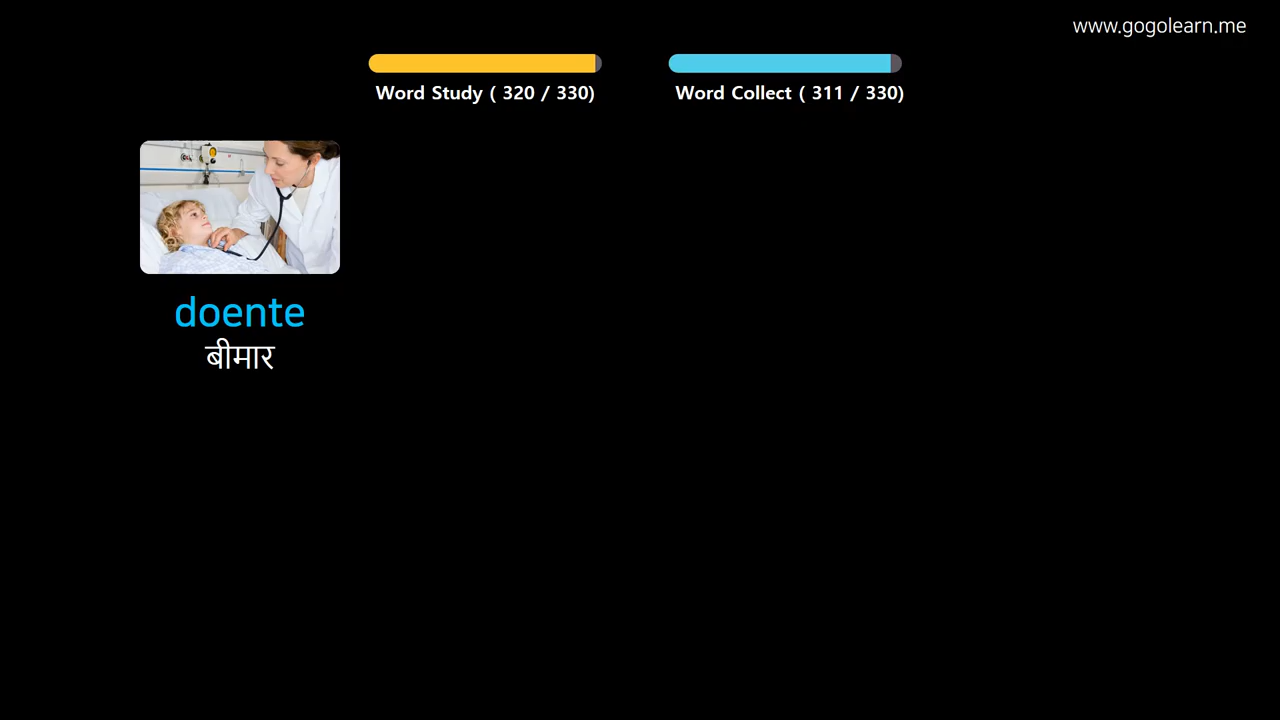 www.gogolearn.me
Word Study ( 320 / 330)
Word Collect ( 311 / 330)
doente
बीमार